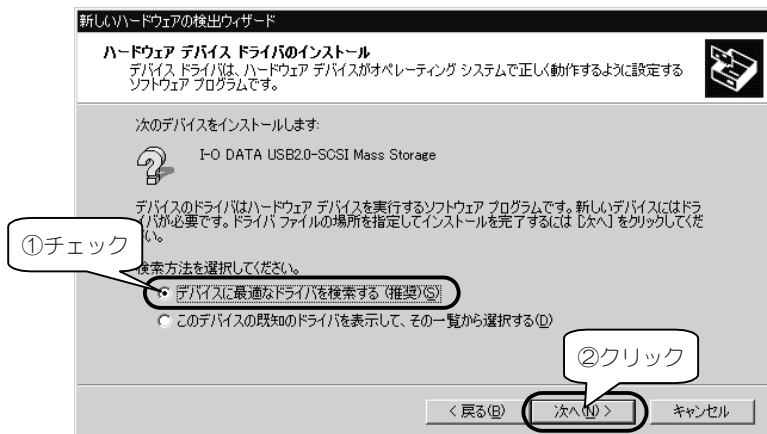 新しいハードウェアの検出ウィザード
ハードウェア デバイス ドライバのインストール
デバイス ドライバは、ハードウェア デバイスがオペレーティング システムで正しく動作するように設定する
ソフトウェア プログラムです。
次のデバイスをインストールします:
I-O DATA USB2.0-SCSI Mass Storage
デバイスのドライバはハードウェア デバイスを実行するソフトウェア プログラムです。新しいデバイスにはドラ
イバが必要です。ドライバ ファイルの場所を指定してインストールを完了するには [次へ] をクリックしてくだ
さい。
①チェック
検索方法を選択してください。
デバイスに最適なドライバを検索する (推奨)(S)
このデバイスの既知のドライバを表示して、その一覧から選択する(D)
②クリック
< 戻る(B)
次へ(N) >
キャンセル